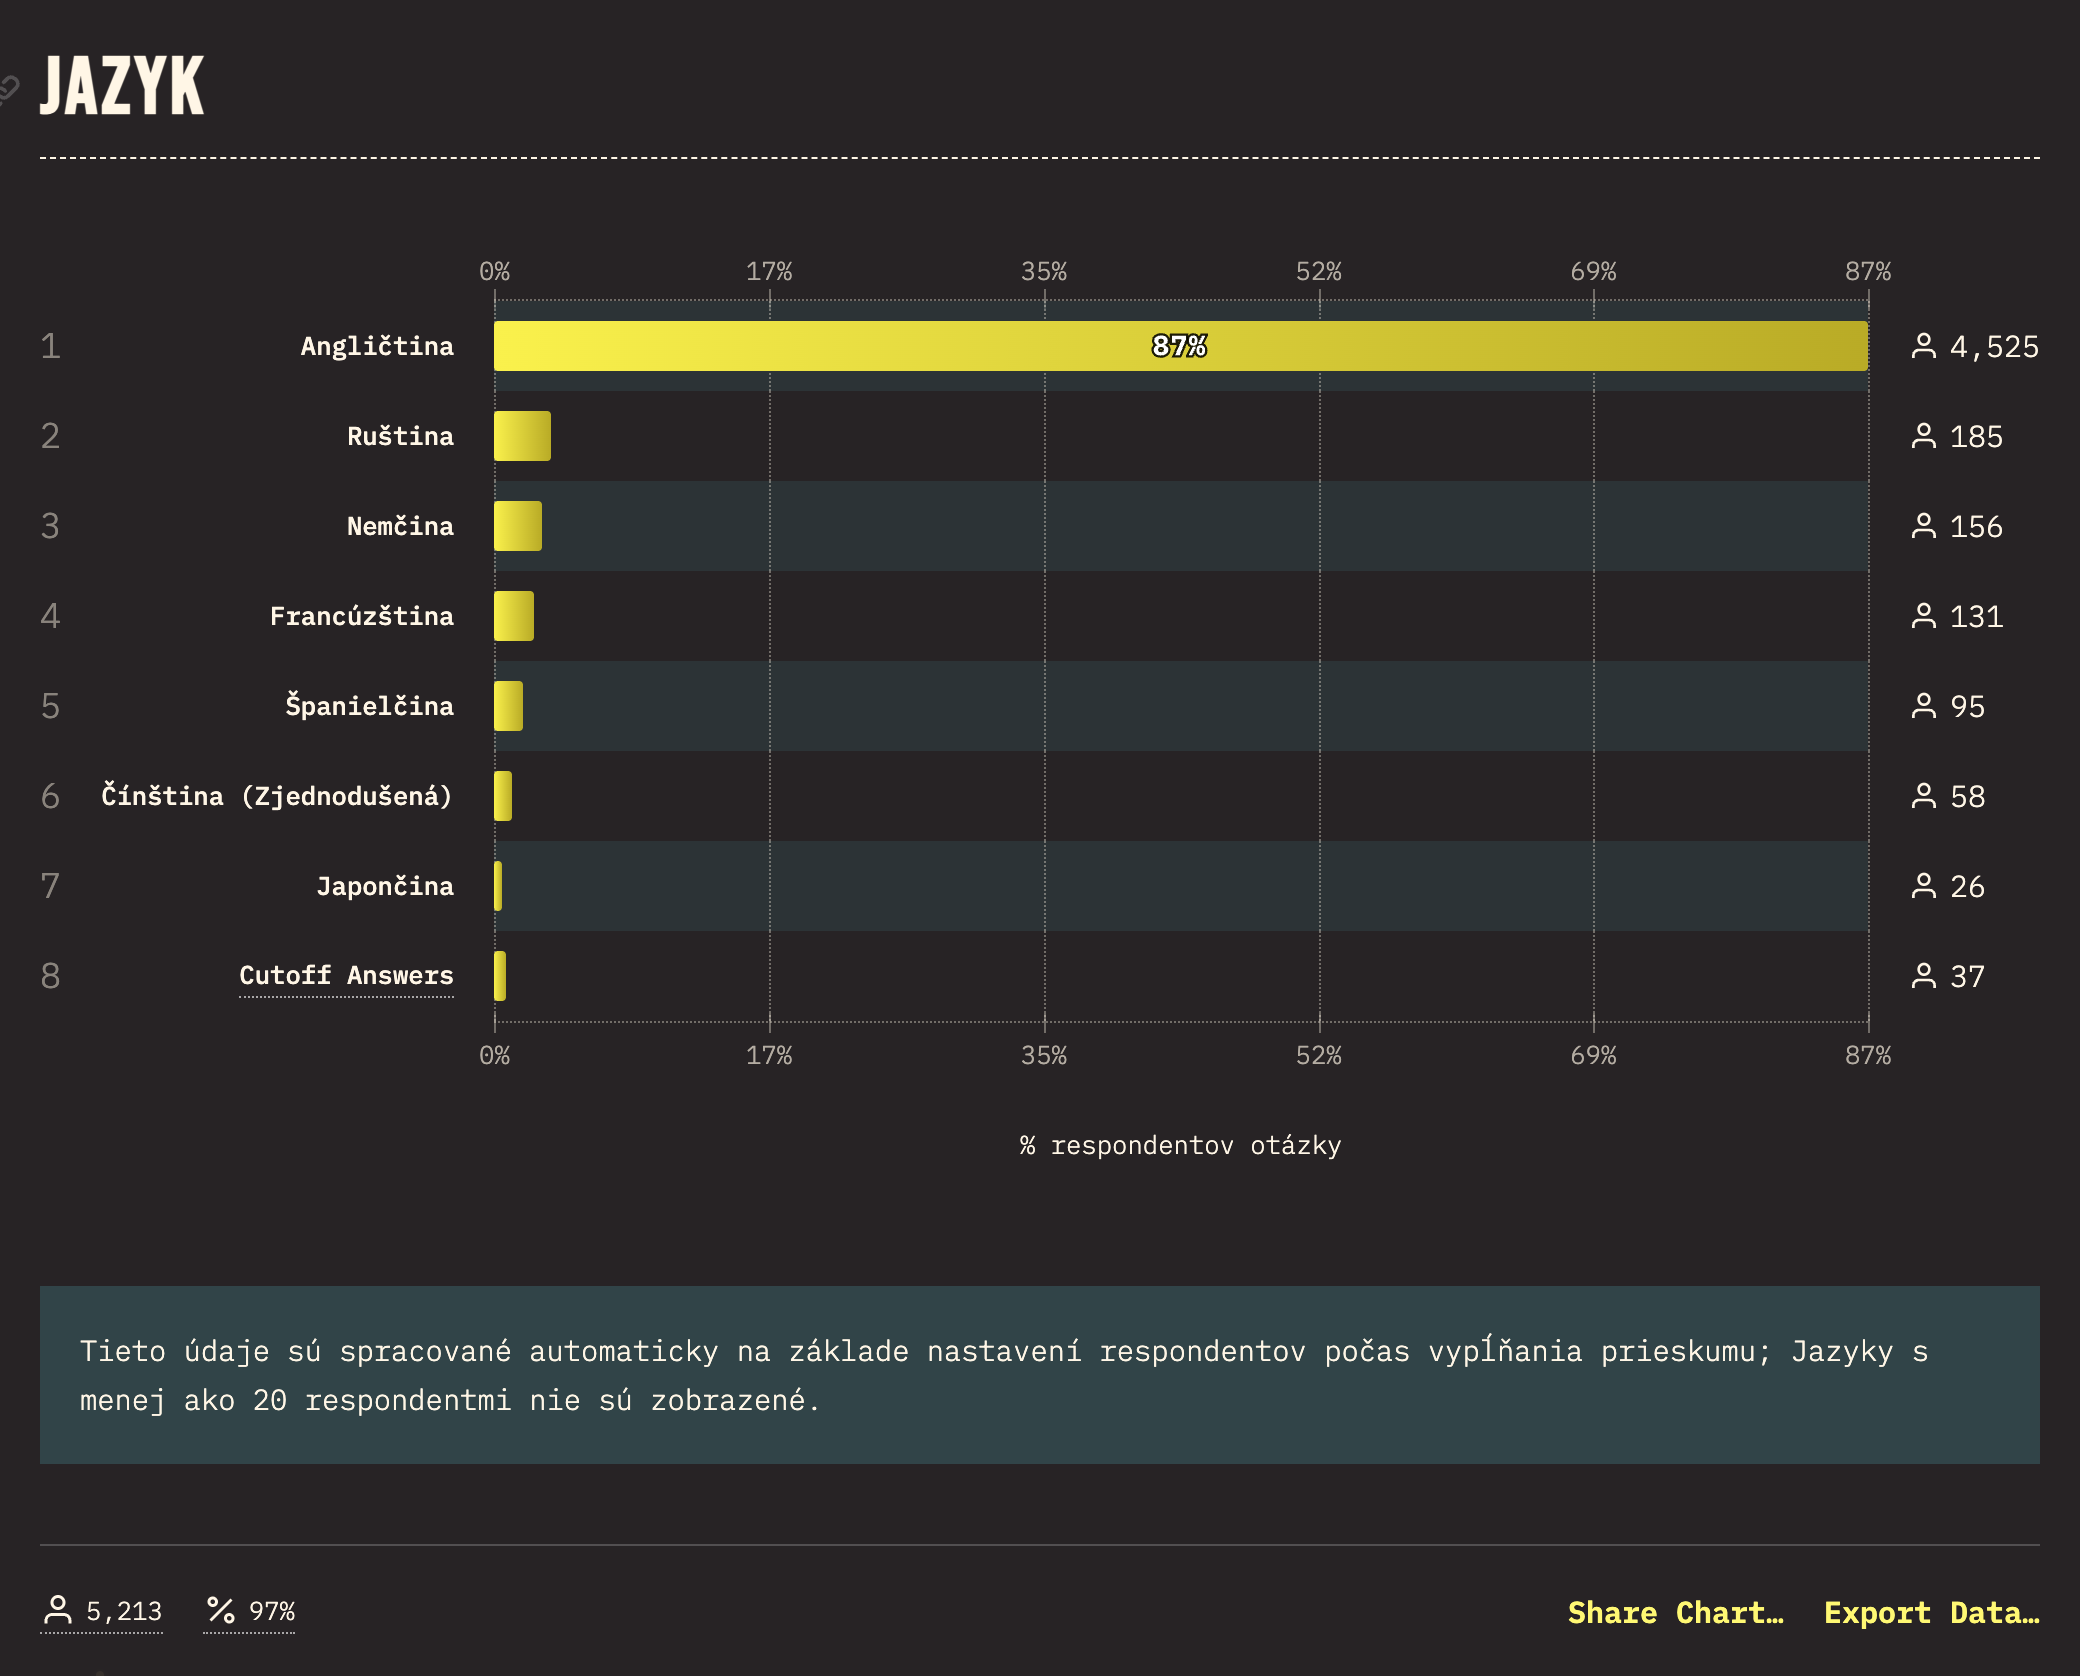 JAZYK
0% 17% 35% 52% 69% 87%
1 Angličtina 87% 4,525
2 Ruština 185
3 Nemčina 156
4 Francúzština 131
5 Španielčina 95
6 Čínština (Zjednodušená) 58
7 Japončina 26
8 Cutoff Answers 37
0% 17% 35% 52% 69% 87%
% respondentov otázky
Tieto údaje sú spracované automaticky na základe nastavení respondentov počas vypĺňania prieskumu; Jazyky s
menej ako 20 respondentmi nie sú zobrazené.
5,213 97% Share Chart… Export Data…